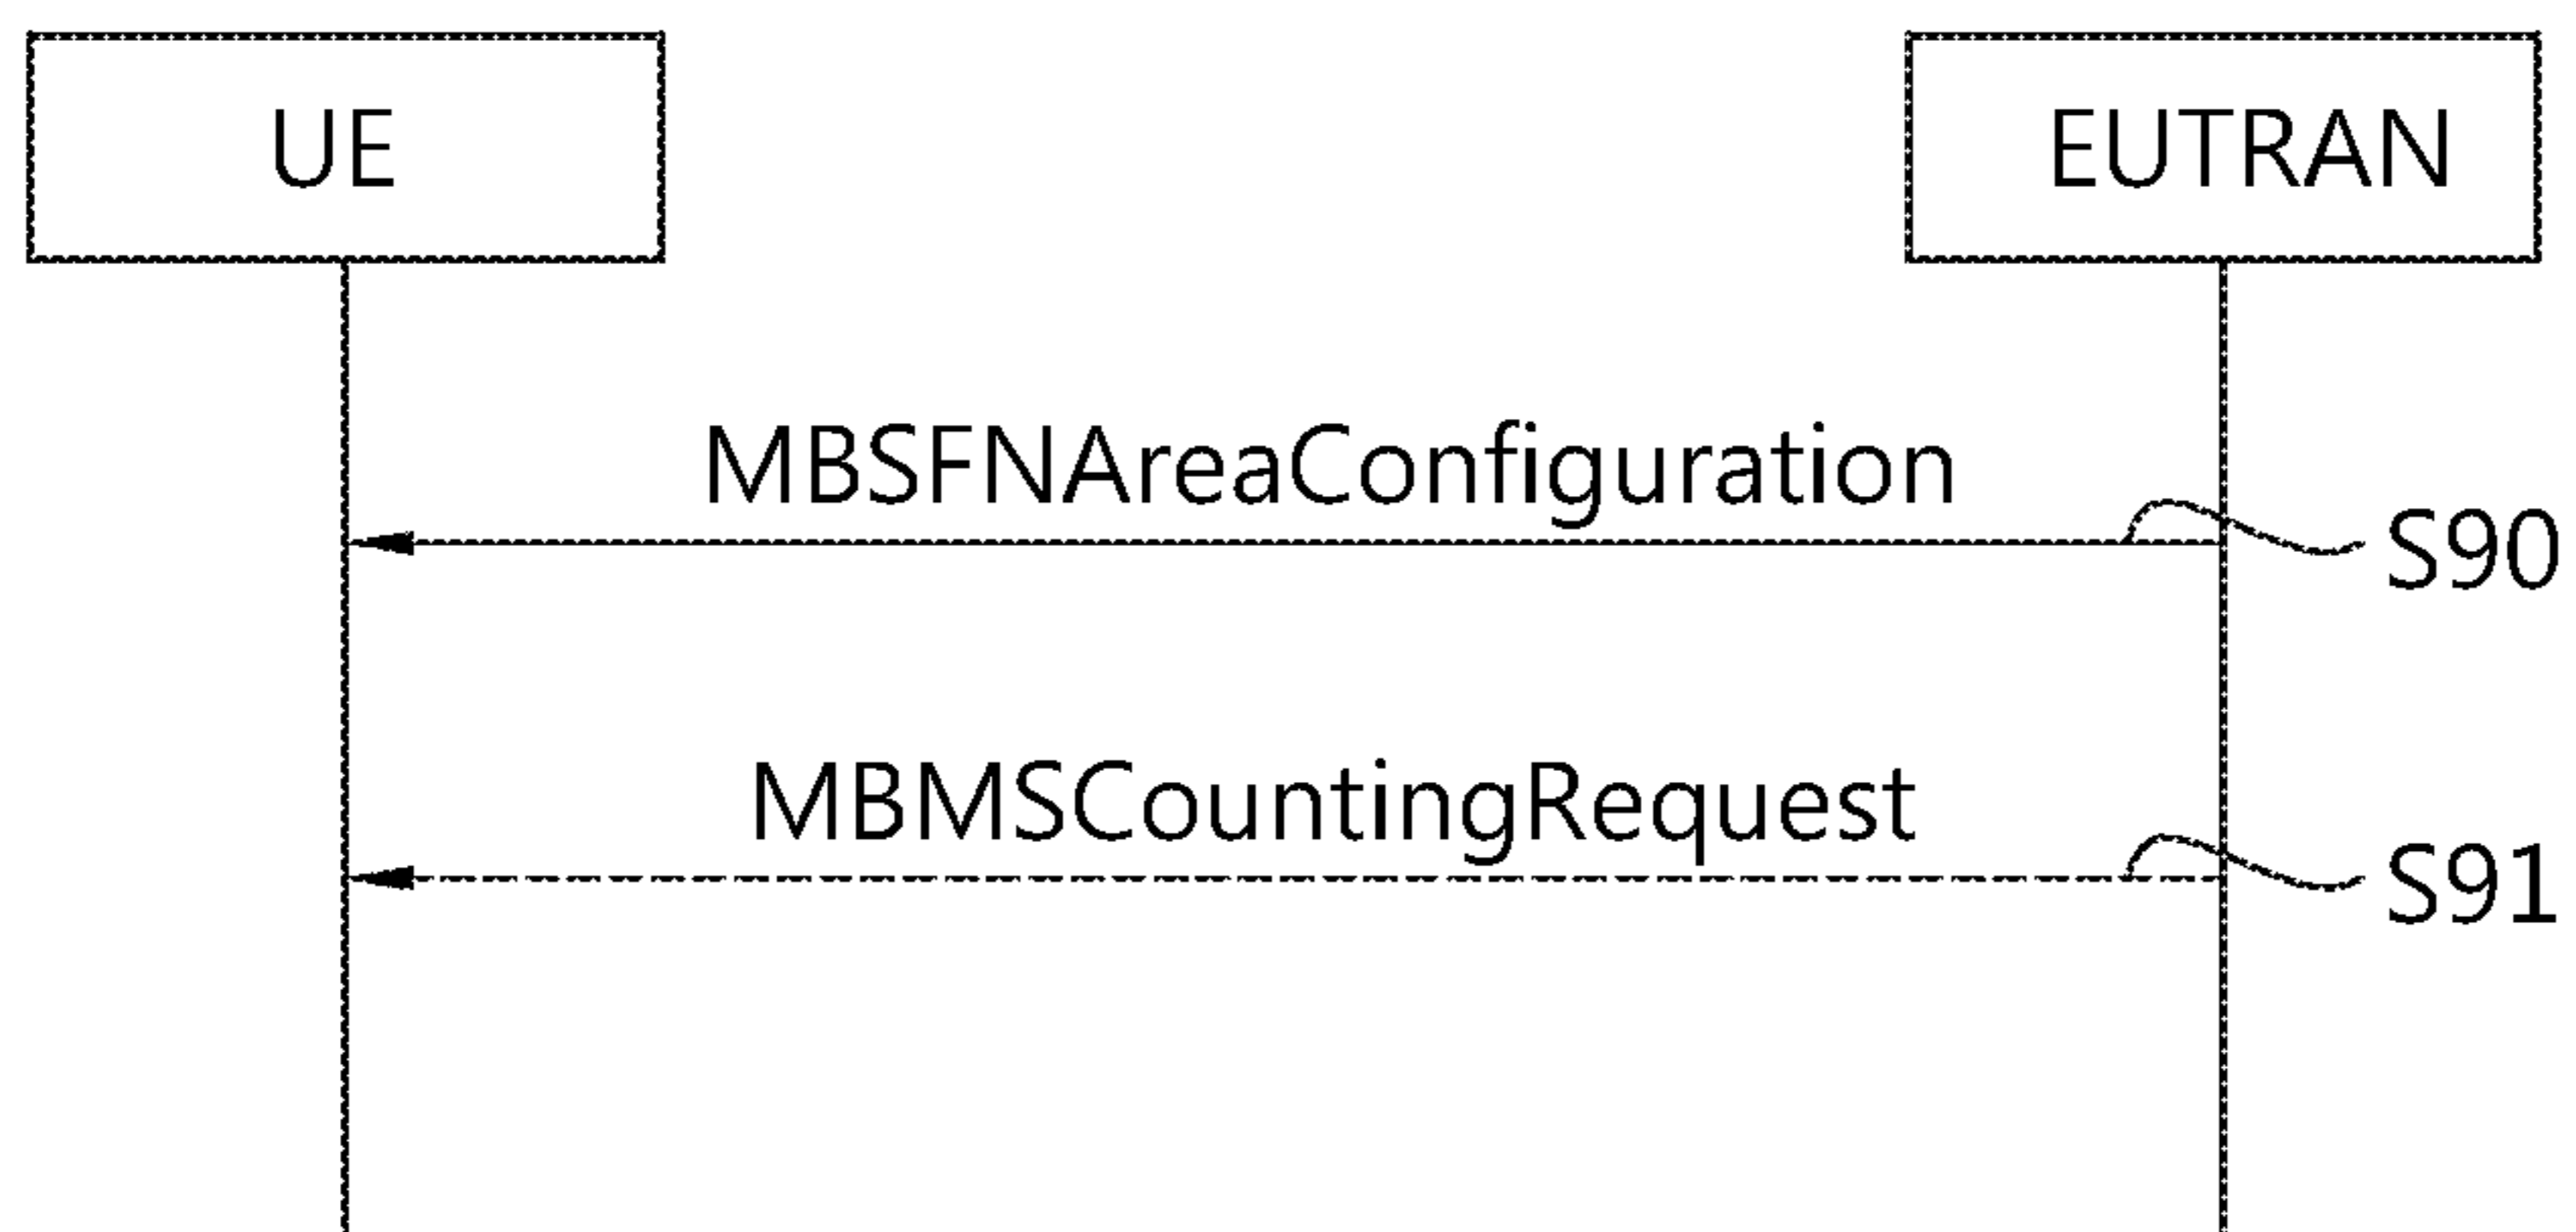 UE
EUTRAN
MBSFNAreaConfiguration
S90
MBMSCountingRequest
S91